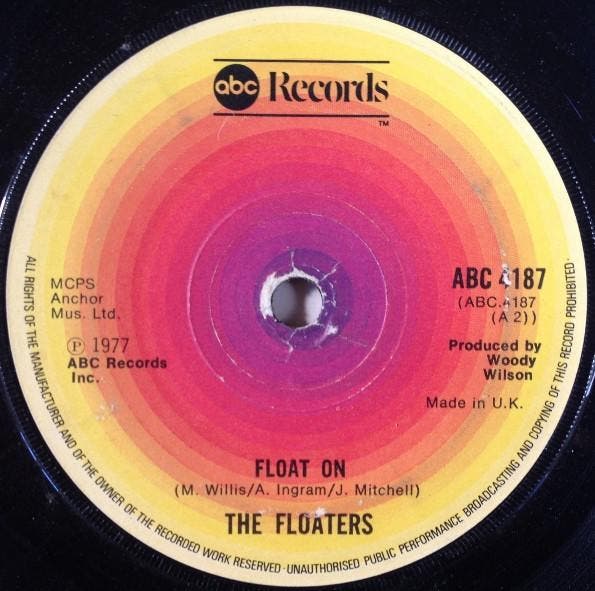 abc Records
TM
MCPS
Anchor
Mus. Ltd.
℗ 1977
ABC Records
Inc.
ABC 4187
(ABC.4187
(A 2))
Produced by
Woody
Wilson
Made in U.K.
FLOAT ON
(M. Willis/A. Ingram/J. Mitchell)
THE FLOATERS
ALL RIGHTS OF THE MANUFACTURER AND OF THE OWNER OF THE RECORDED WORK RESERVED·UNAUTHORISED PUBLIC PERFORMANCE BROADCASTING AND COPYING OF THIS RECORD PROHIBITED·